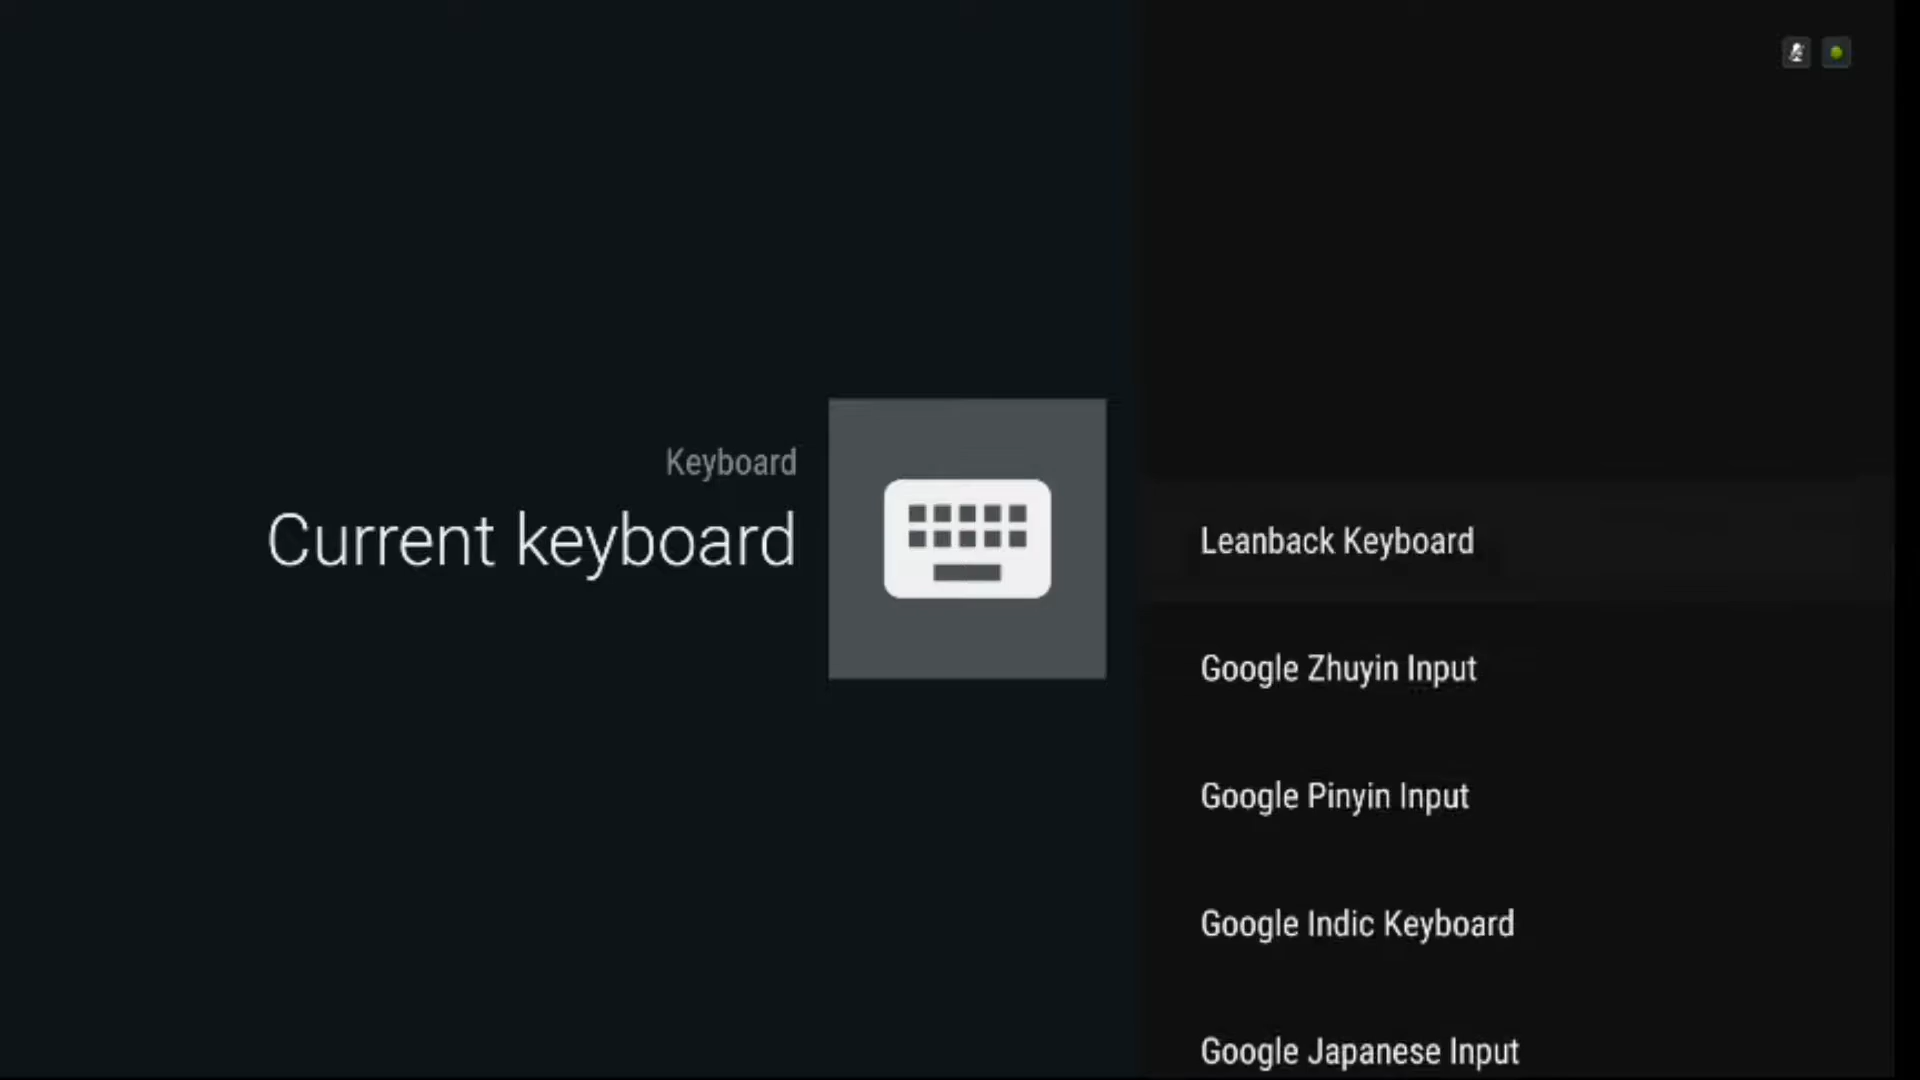 Keyboard
Current keyboard
Leanback Keyboard
Google Zhuyin Input
Google Pinyin Input
Google Indic Keyboard
Google Japanese Input